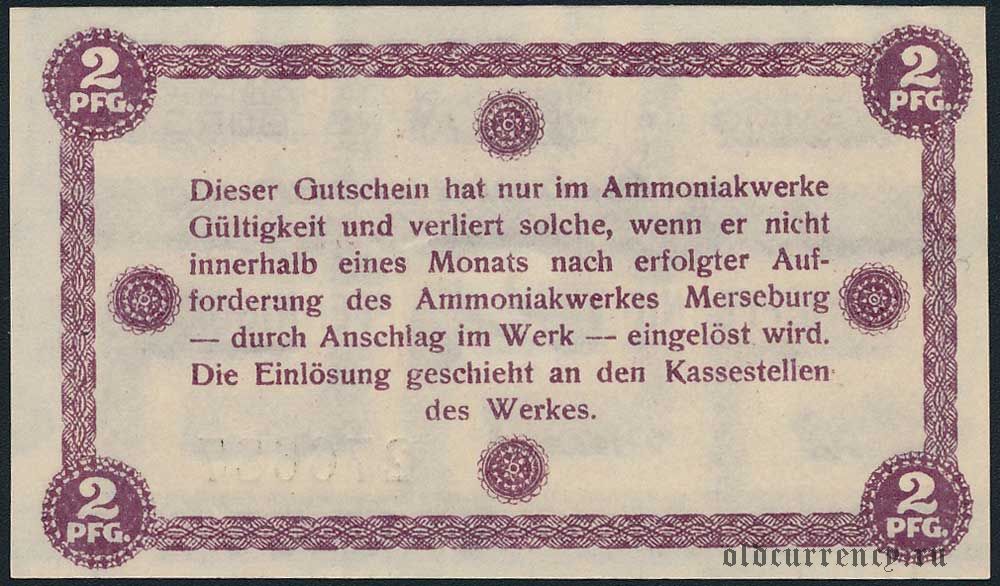 2 PFG. 2 PFG.
Dieser Gutschein hat nur im Ammoniakwerke
Gültigkeit und verliert solche, wenn er nicht
innerhalb eines Monats nach erfolgter Auf-
forderung des Ammoniakwerkes Merseburg
— durch Anschlag im Werk — eingelöst wird.
Die Einlösung geschieht an den Kassestellen
des Werkes.
2 PFG. 2 PFG.
oldcurrency.ru